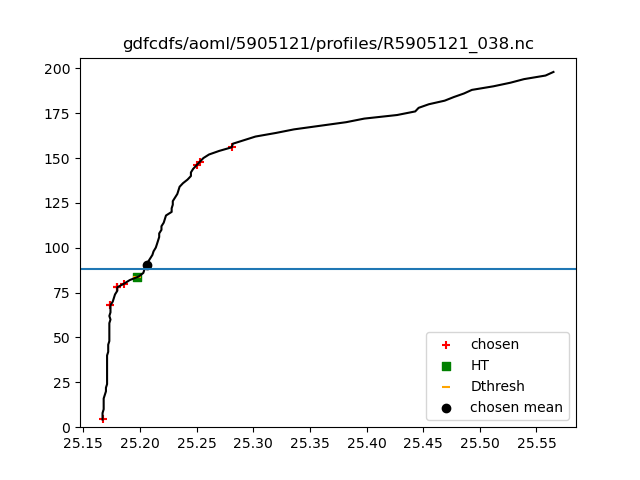 gdfcdfs/aoml/5905121/profiles/R5905121_038.nc
200
175
150
125
100
75
50
25
0
chosen
HT
Dthresh
chosen mean
25.15 25.20 25.25 25.30 25.35 25.40 25.45 25.50 25.55